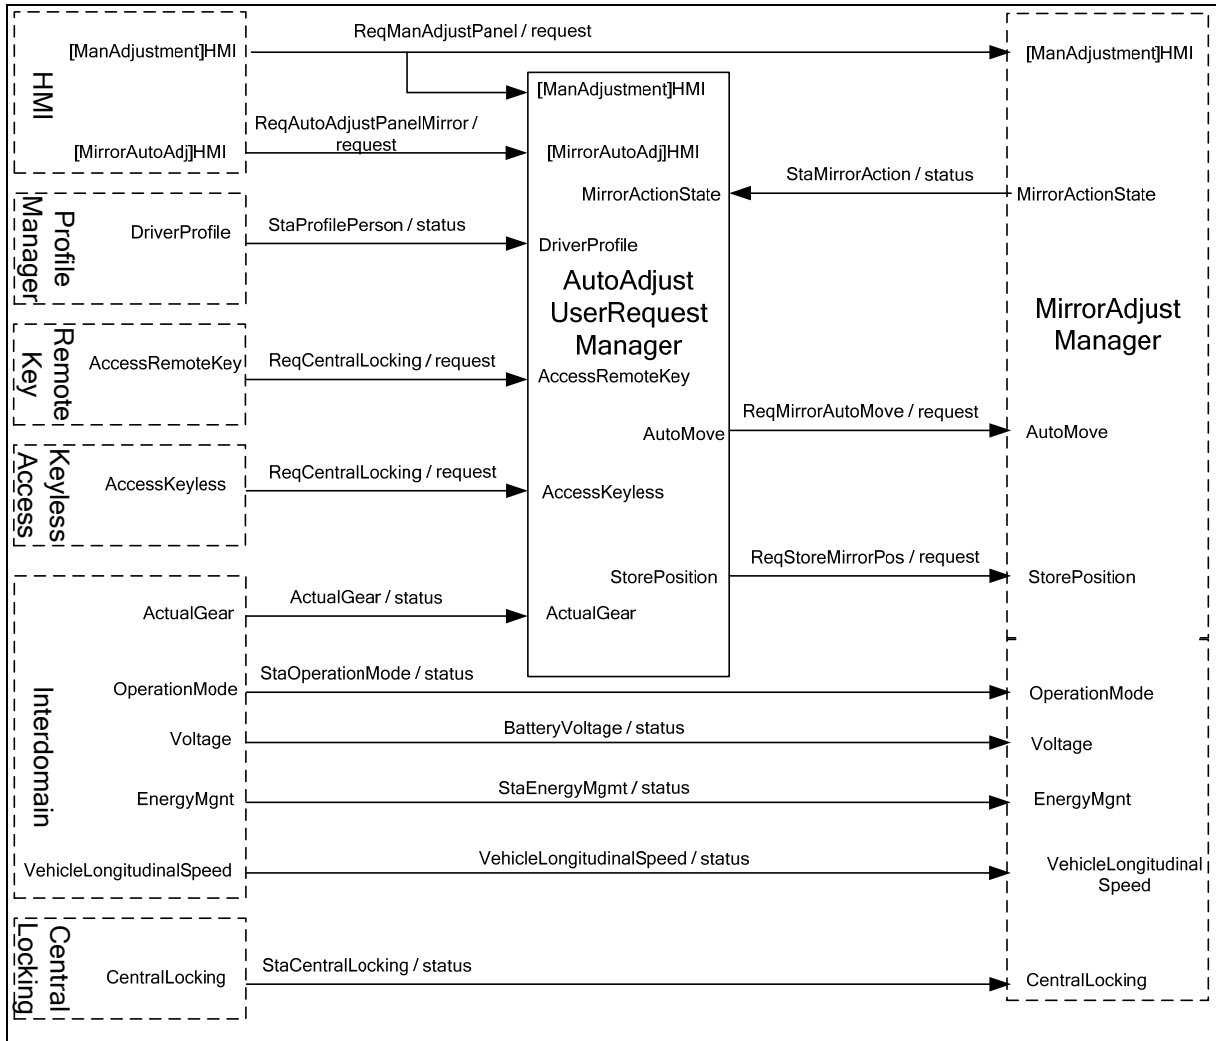 ReqManAdjustPanel / request
[ManAdjustment]HMI
[ManAdjustment]HMI
HMI
[ManAdjustment]HMI
ReqAutoAdjustPanelMirror /
request
[MirrorAutoAdj]HMI
[MirrorAutoAdj]HMI
StaMirrorAction / status
MirrorActionState
MirrorActionState
Profile
Manager
DriverProfile
StaProfilePerson / status
DriverProfile
AutoAdjust
UserRequest
Manager
MirrorAdjust
Manager
Remote
Key
AccessRemoteKey
ReqCentralLocking / request
AccessRemoteKey
ReqMirrorAutoMove / request
AutoMove
AutoMove
Keyless
Access
AccessKeyless
ReqCentralLocking / request
AccessKeyless
ReqStoreMirrorPos / request
StorePosition
StorePosition
Interdomain
ActualGear
ActualGear / status
ActualGear
OperationMode
StaOperationMode / status
OperationMode
Voltage
BatteryVoltage / status
Voltage
EnergyMgnt
StaEnergyMgmt / status
EnergyMgnt
VehicleLongitudinalSpeed
VehicleLongitudinalSpeed / status
VehicleLongitudinal
Speed
Central
Locking
CentralLocking
StaCentralLocking / status
CentralLocking